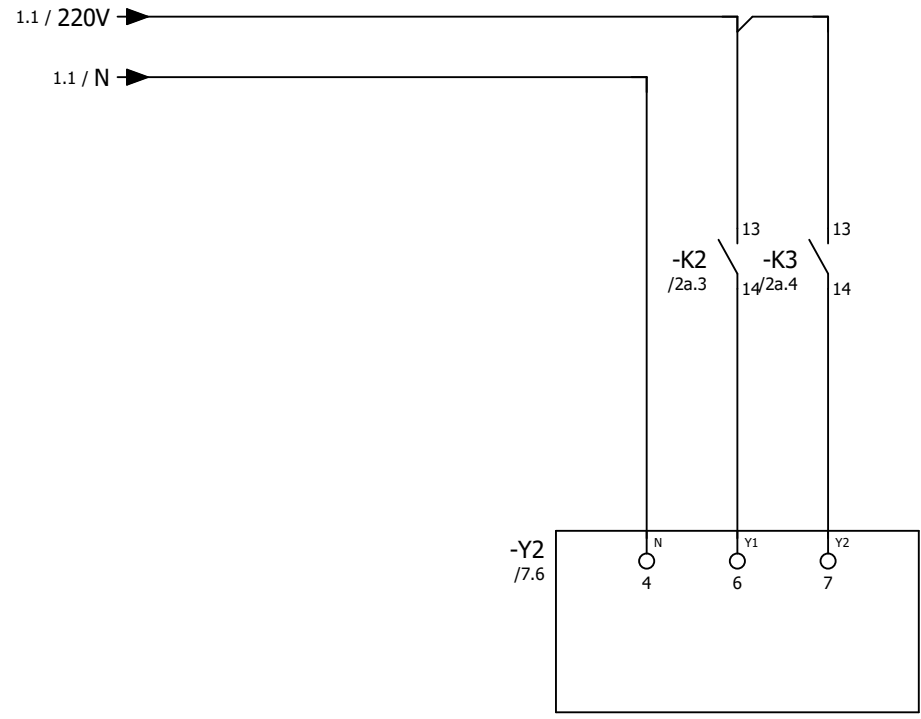 1.1 / 220V
1.1 / N
13
13
-K2
-K3
/2a.3
14
/2a.4
14
-Y2
/7.6
N
Y1
Y2
4
6
7